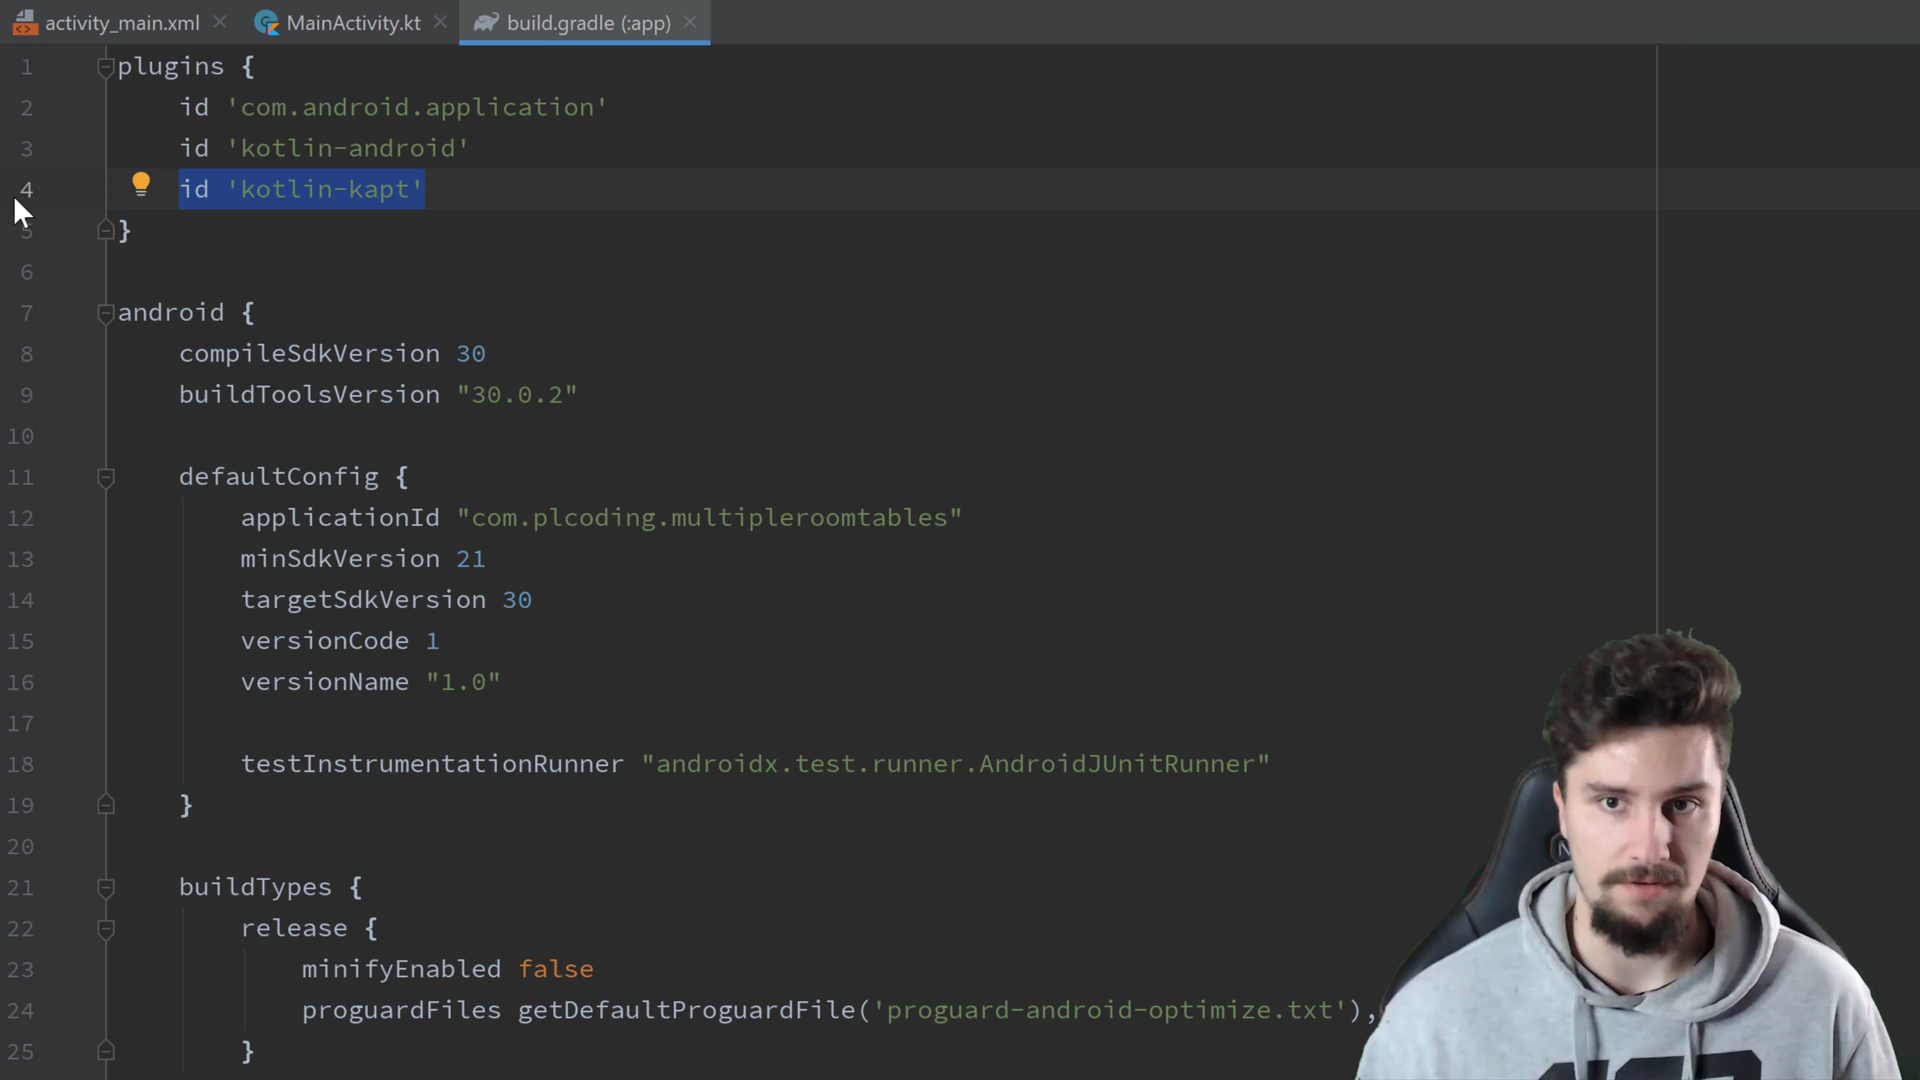 activity_main.xml MainActivity.kt build.gradle (:app)
1 plugins {
2 id 'com.android.application'
3 id 'kotlin-android'
4 id 'kotlin-kapt'
5 }
6
7 android {
8 compileSdkVersion 30
9 buildToolsVersion "30.0.2"
10
11 defaultConfig {
12 applicationId "com.plcoding.multipleroomtables"
13 minSdkVersion 21
14 targetSdkVersion 30
15 versionCode 1
16 versionName "1.0"
17
18 testInstrumentationRunner "androidx.test.runner.AndroidJUnitRunner"
19 }
20
21 buildTypes {
22 release {
23 minifyEnabled false
24 proguardFiles getDefaultProguardFile('proguard-android-optimize.txt'),
25 }